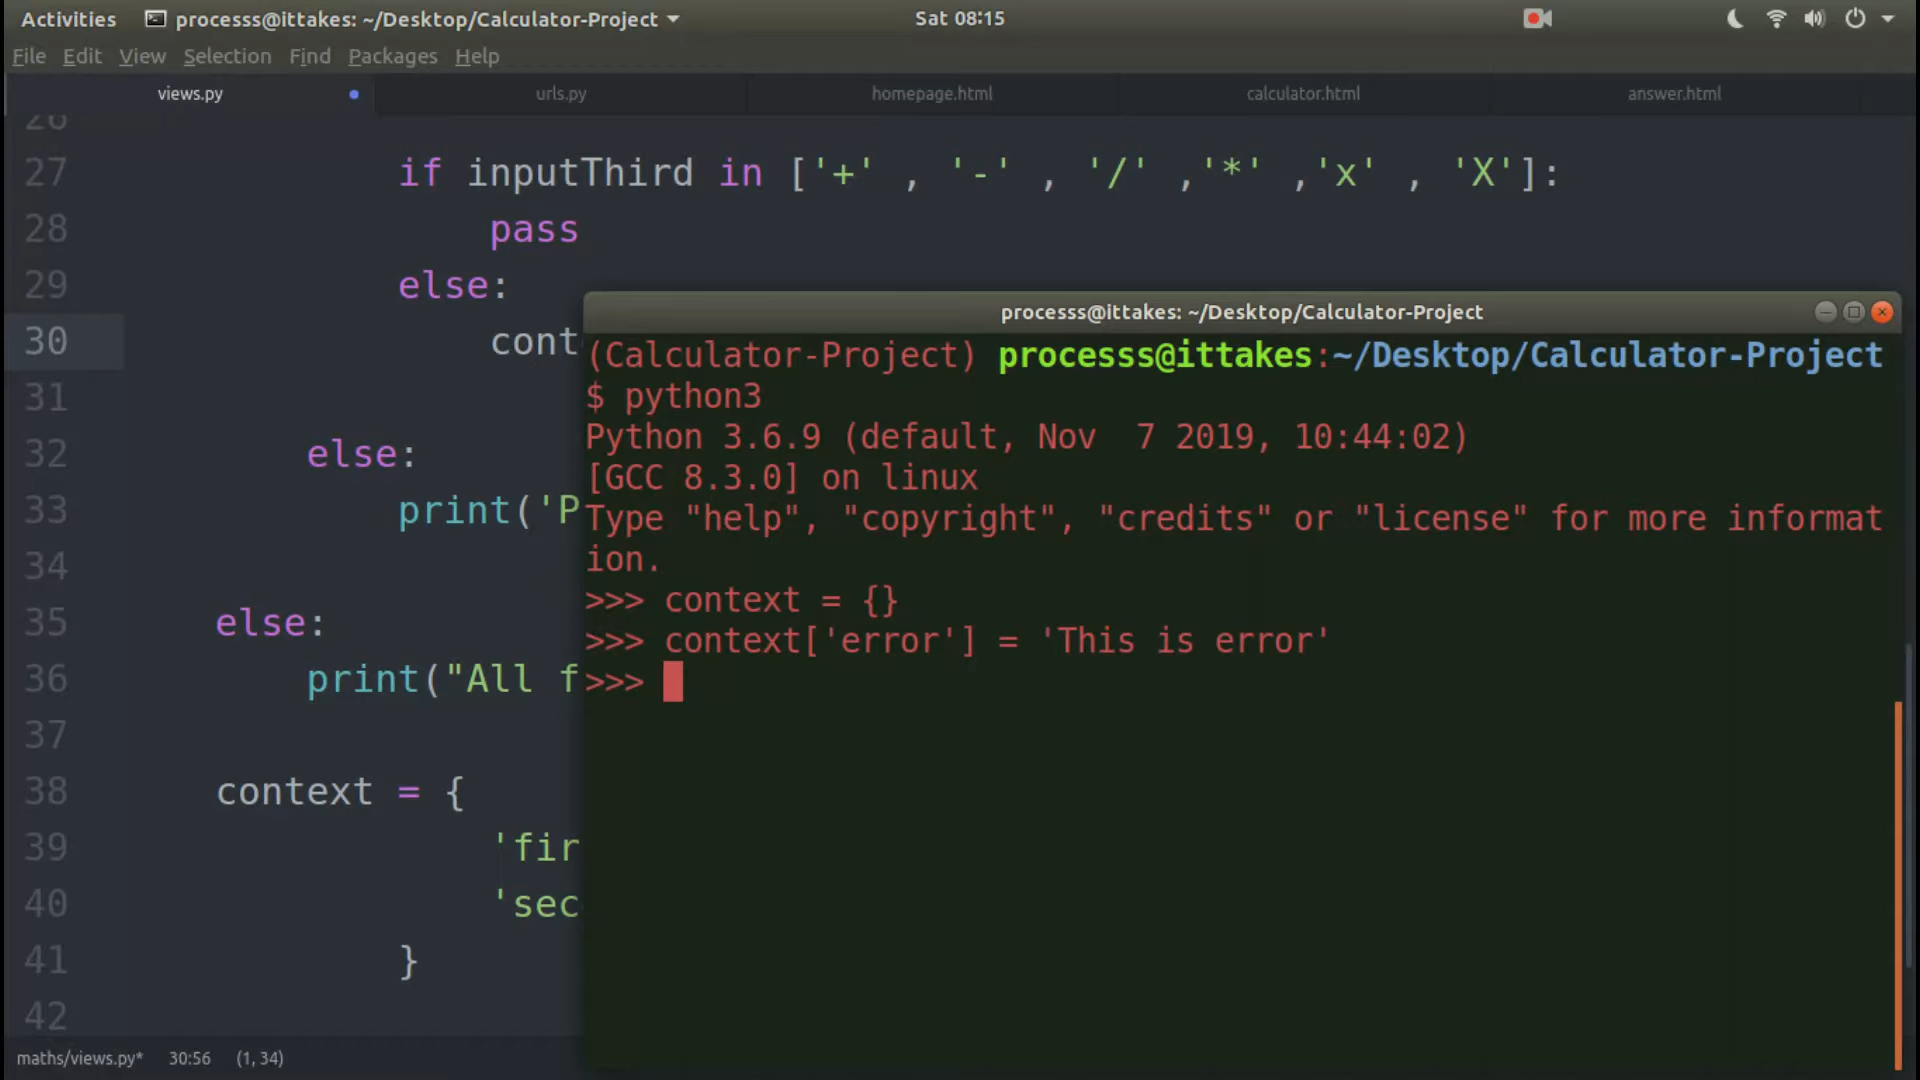 Activities processs@ittakes: ~/Desktop/Calculator-Project Sat 08:15
File Edit View Selection Find Packages Help
views.py urls.py homepage.html calculator.html answer.html
26
27 if inputThird in ['+' , '-' , '/' ,'*' ,'x' , 'X']:
28 pass
29 else:
30 cont
31
32 else:
33 print('P
34
35 else:
36 print("All f
37
38 context = {
39 'fir
40 'sec
41 }
42
maths/views.py* 30:56 (1, 34)
processs@ittakes: ~/Desktop/Calculator-Project
(Calculator-Project) processs@ittakes:~/Desktop/Calculator-Project
$ python3
Python 3.6.9 (default, Nov  7 2019, 10:44:02)
[GCC 8.3.0] on linux
Type "help", "copyright", "credits" or "license" for more informat
ion.
>>> context = {}
>>> context['error'] = 'This is error'
>>>